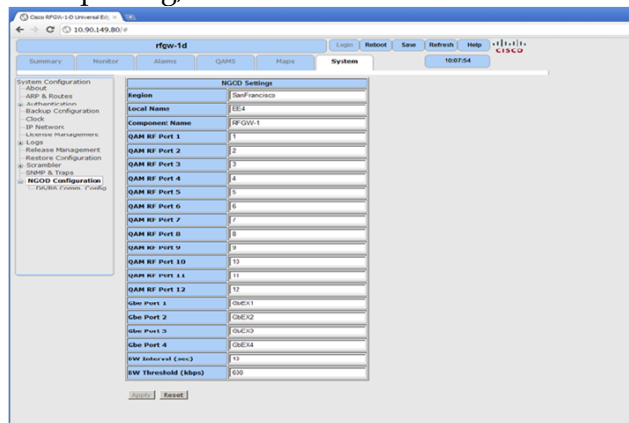 Cisco RFGW-1-D Universal Edg
10.90.149.80/#
rfgw-1d
Login Reboot Save Refresh Help
CISCO
Summary Monitor Alarms QAMS Maps System
10:07:54
System Configuration
About
ARP & Routes
Authentication
Backup Configuration
Clock
IP Network
License Management
Logs
Release Management
Restore Configuration
Scrambler
SNMP & Traps
NGOD Configuration
D6/R6 Comm. Config
NGOD Settings
Region SanFrancisco
Local Name EE4
Component Name RFGW-1
QAM RF Port 1 1
QAM RF Port 2 2
QAM RF Port 3 3
QAM RF Port 4 4
QAM RF Port 5 5
QAM RF Port 6 6
QAM RF Port 7 7
QAM RF Port 8 8
QAM RF Port 9 9
QAM RF Port 10 10
QAM RF Port 11 11
QAM RF Port 12 12
Gbe Port 1 GbEX1
Gbe Port 2 GbEX2
Gbe Port 3 GbEX3
Gbe Port 4 GbEX4
BW Interval (sec) 10
BW Threshold (kbps) 600
Apply Reset